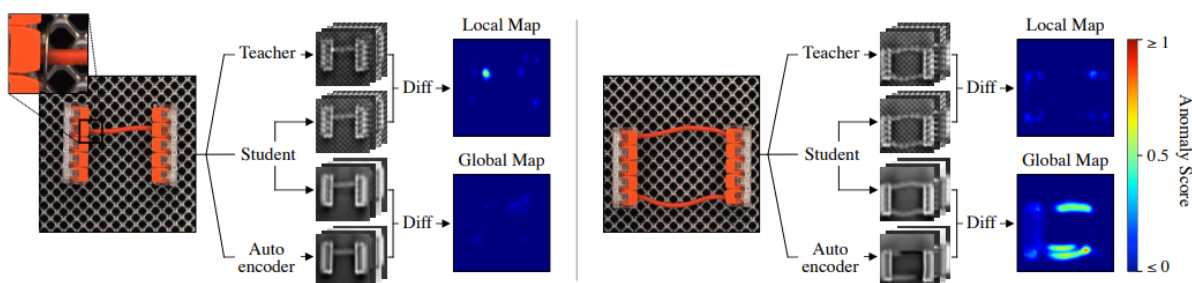 Teacher
Student
Auto
encoder
Diff
Diff
Local Map
Global Map
Teacher
Student
Auto
encoder
Diff
Diff
Local Map
Global Map
≥ 1
0.5
≤ 0
Anomaly Score